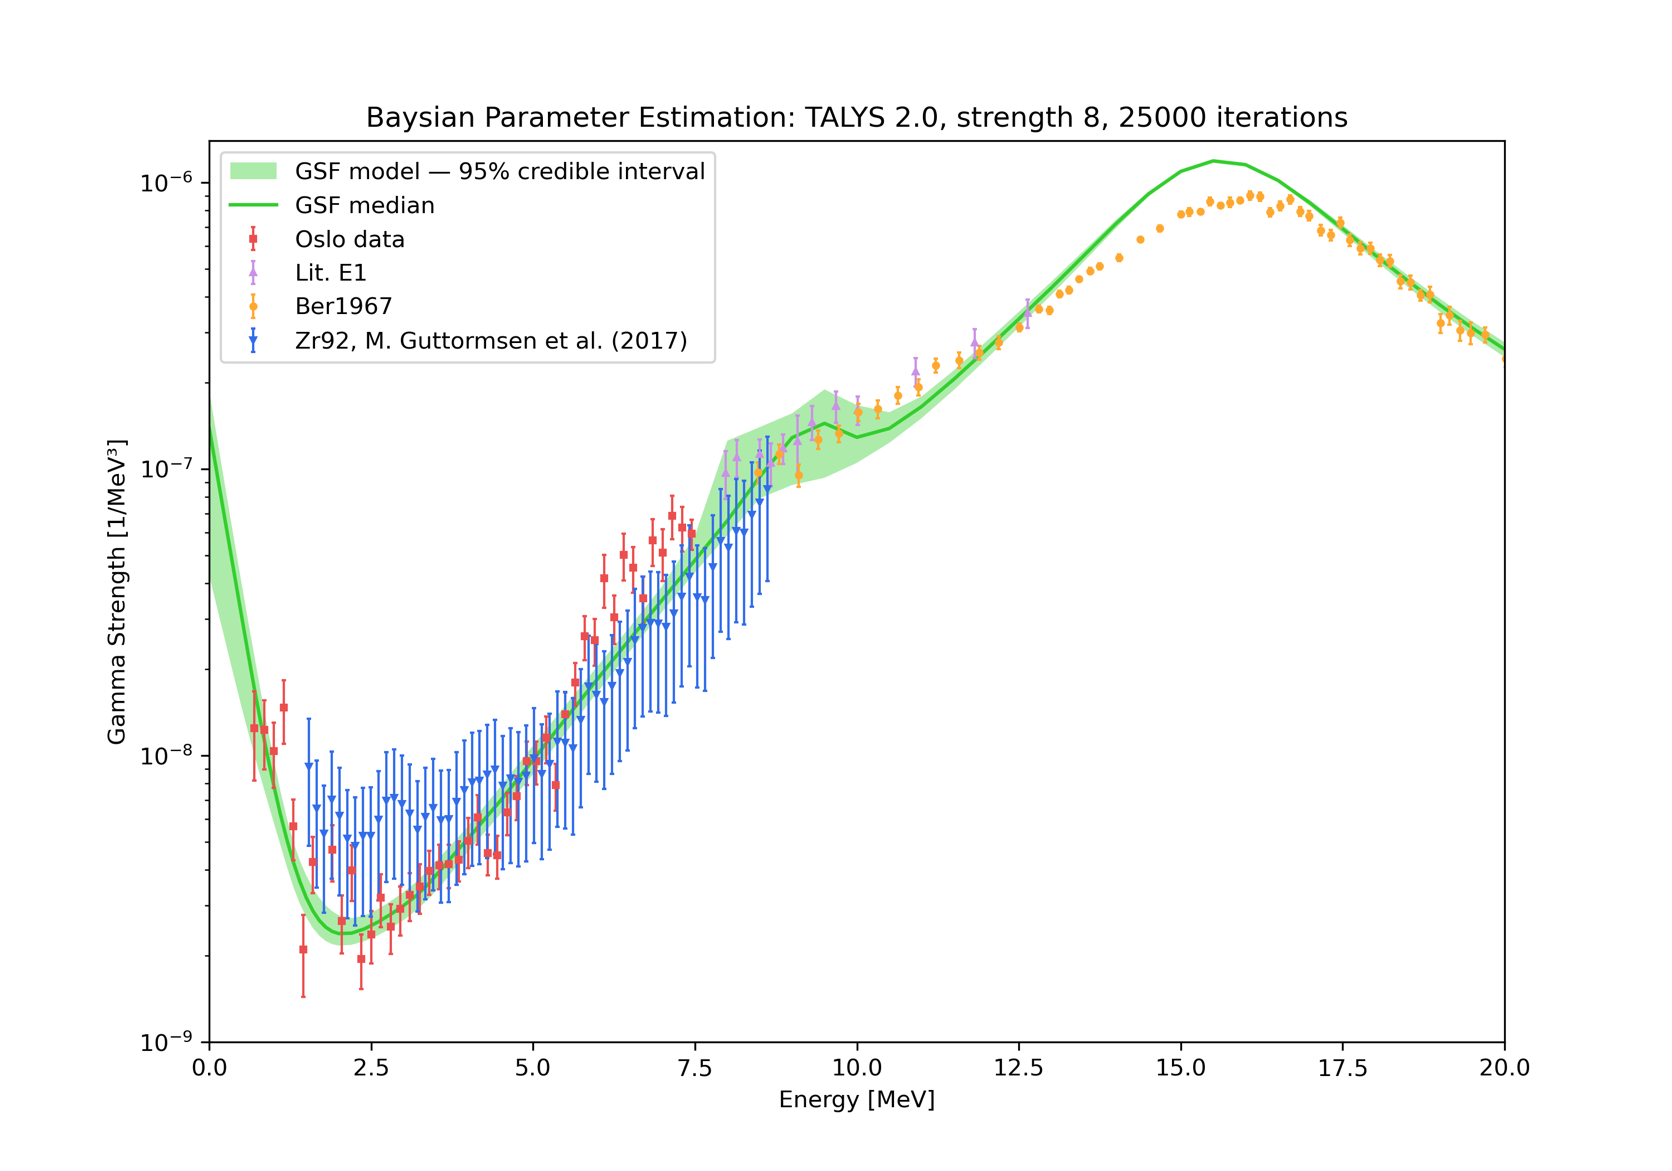 Baysian Parameter Estimation: TALYS 2.0, strength 8, 25000 iterations
GSF model — 95% credible interval
GSF median
Oslo data
Lit. E1
Ber1967
Zr92, M. Guttormsen et al. (2017)
Gamma Strength [1/MeV³]
10⁻⁶
10⁻⁷
10⁻⁸
10⁻⁹
0.0 2.5 5.0 7.5 10.0 12.5 15.0 17.5 20.0
Energy [MeV]